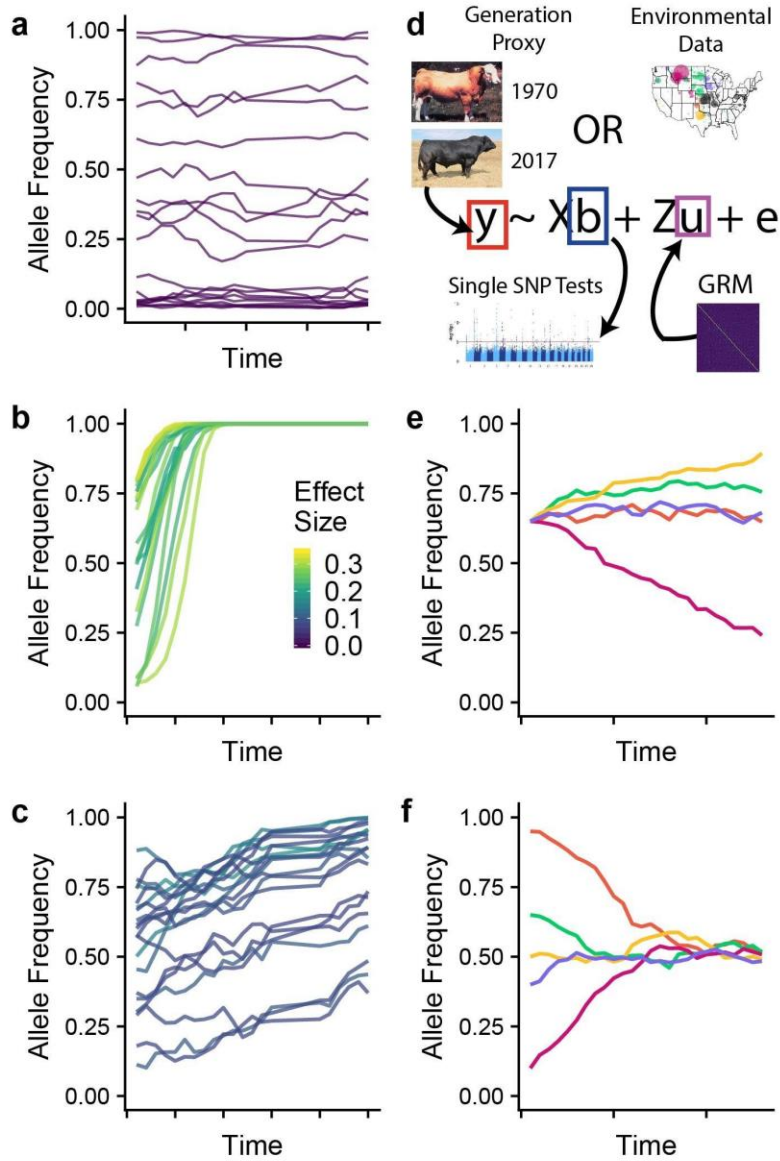 a
1.00
0.75
0.50
0.25
0.00
Allele Frequency
Time
d
Generation
Proxy
Environmental
Data
1970
2017
OR
y ~ Xb + Zu + e
Single SNP Tests
GRM
b
1.00
0.75
0.50
0.25
0.00
Allele Frequency
Time
Effect
Size
0.3
0.2
0.1
0.0
e
1.00
0.75
0.50
0.25
0.00
Allele Frequency
Time
c
1.00
0.75
0.50
0.25
0.00
Allele Frequency
Time
f
1.00
0.75
0.50
0.25
0.00
Allele Frequency
Time